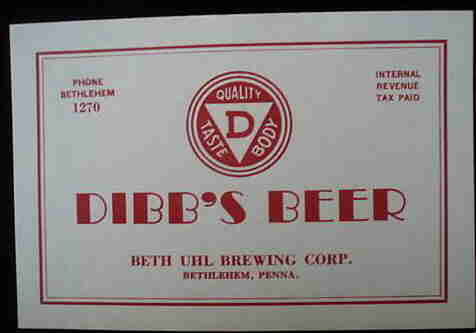 PHONE
BETHLEHEM
1270
INTERNAL
REVENUE
TAX PAID
QUALITY
TASTE
D
BODY
DIBB'S BEER
BETH UHL BREWING CORP.
BETHLEHEM, PENNA.